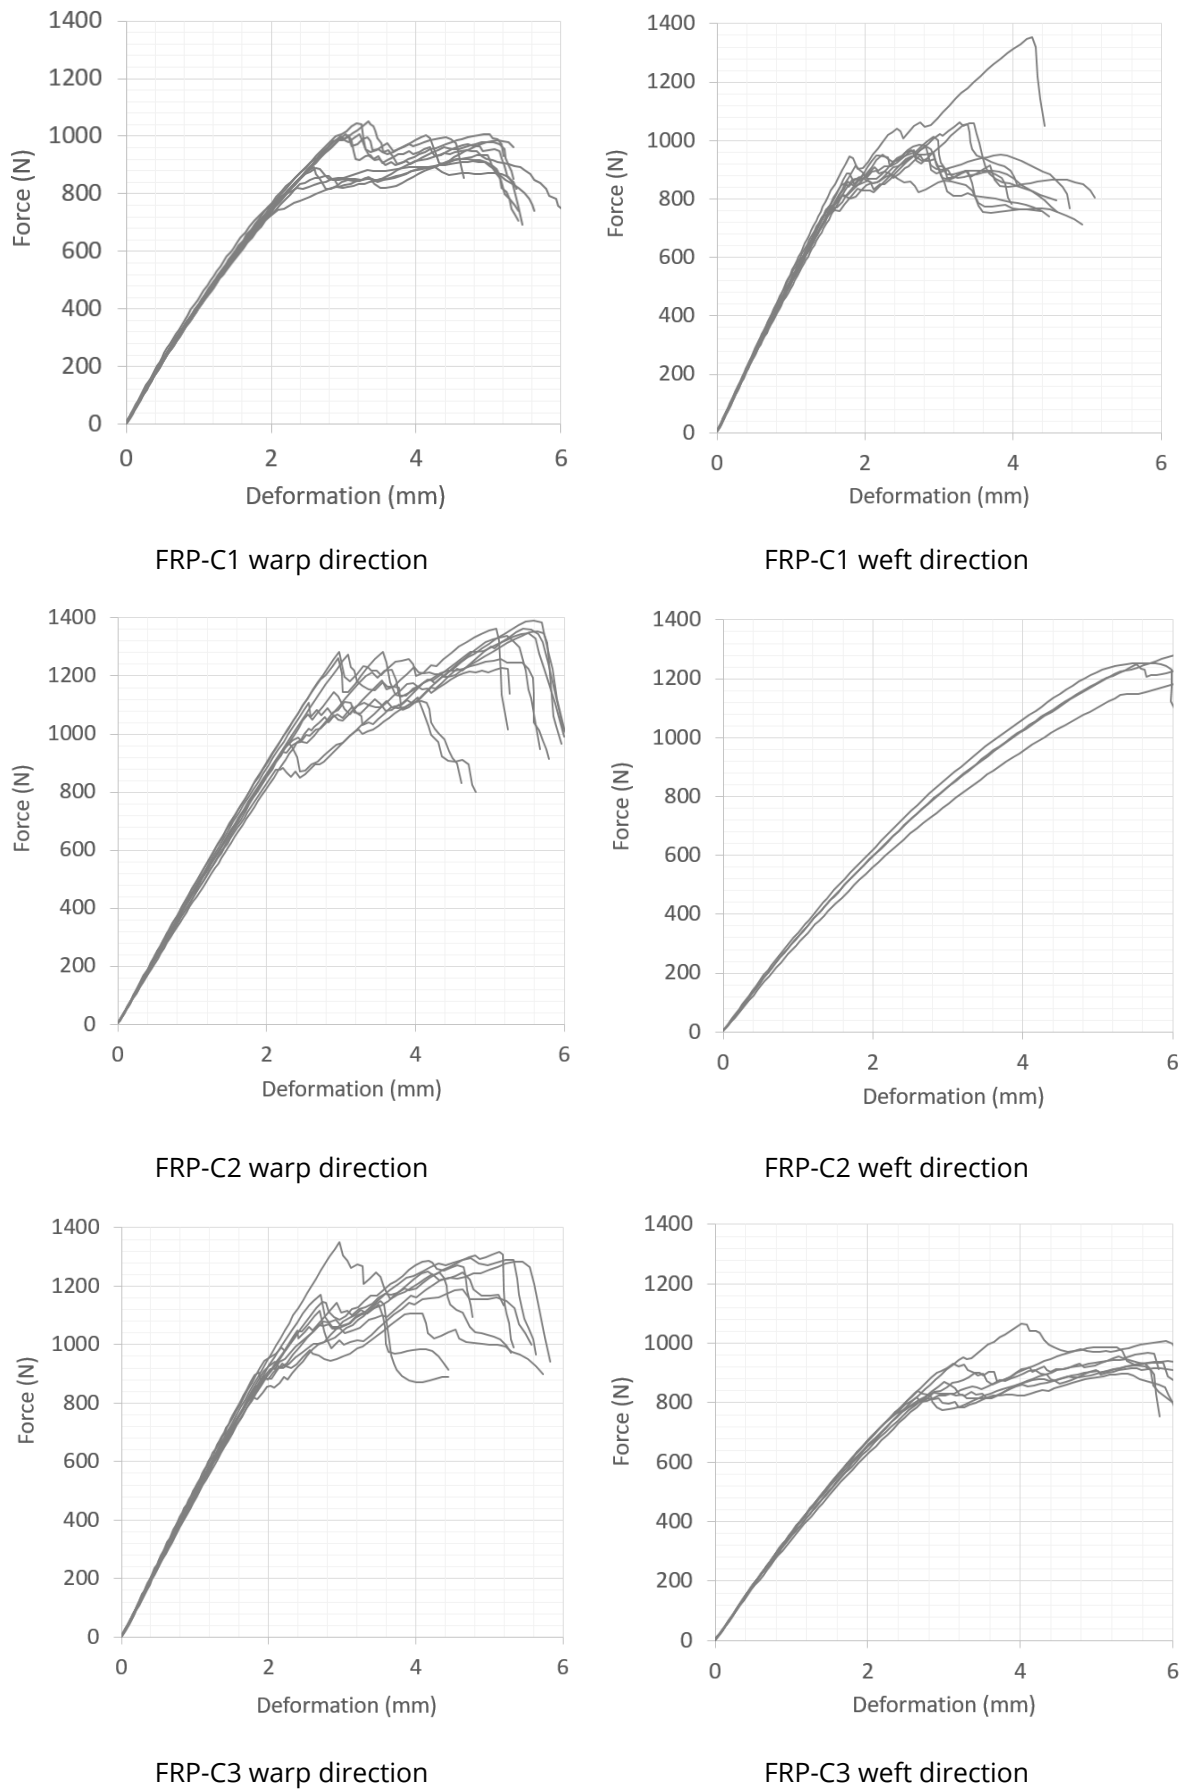 1400
1200
1000
800
600
400
200
0
0 2 4 6
Force (N)
Deformation (mm)
FRP-C1 warp direction
1400
1200
1000
800
600
400
200
0
0 2 4 6
Force (N)
Deformation (mm)
FRP-C1 weft direction
1400
1200
1000
800
600
400
200
0
0 2 4 6
Force (N)
Deformation (mm)
FRP-C2 warp direction
1400
1200
1000
800
600
400
200
0
0 2 4 6
Force (N)
Deformation (mm)
FRP-C2 weft direction
1400
1200
1000
800
600
400
200
0
0 2 4 6
Force (N)
Deformation (mm)
FRP-C3 warp direction
1400
1200
1000
800
600
400
200
0
0 2 4 6
Force (N)
Deformation (mm)
FRP-C3 weft direction